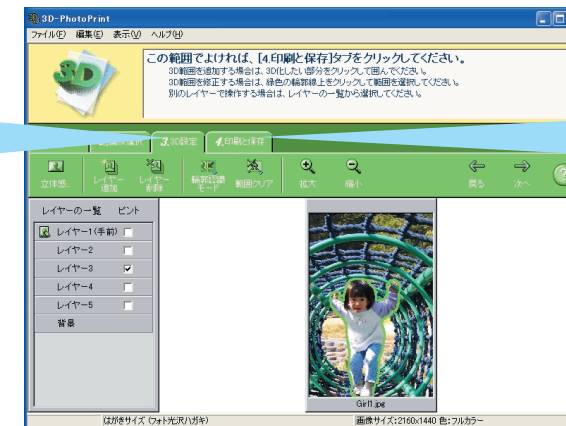 3D-PhotoPrint
ファイル(F) 編集(E) 表示(V) ヘルプ(H)
3D
この範囲でよければ、[4.印刷と保存]タブをクリックしてください。
3D範囲を追加する場合は、3D化したい部分をクリックして囲んでください。
3D範囲を修正する場合は、緑色の輪郭線上をクリックして範囲を選択してください。
別のレイヤーで操作する場合は、レイヤーの一覧から選択してください。
選択 3.3D設定 4.印刷と保存
立体感... レイヤー追加 レイヤー削除 モード 範囲クリア 拡大 縮小 戻る 次へ ?
レイヤーの一覧 ピント
レイヤー1(手前)
レイヤー2
レイヤー3
レイヤー4
レイヤー5
背景
Girl1.jpg
はがきサイズ (フォト光沢ハガキ) 画像サイズ:2160x1440 色:フルカラー